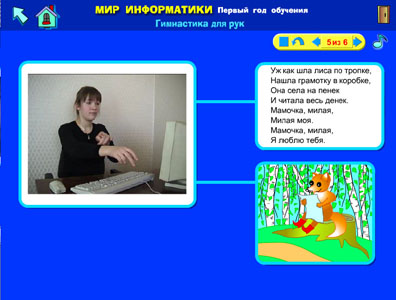 МИР ИНФОРМАТИКИ Первый год обучения
Гимнастика для рук
5 из 6
Уж как шла лиса по тропке,
Нашла грамотку в коробке,
Она села на пенек
И читала весь денек.
Мамочка, милая,
Милая моя.
Мамочка, милая,
Я люблю тебя.